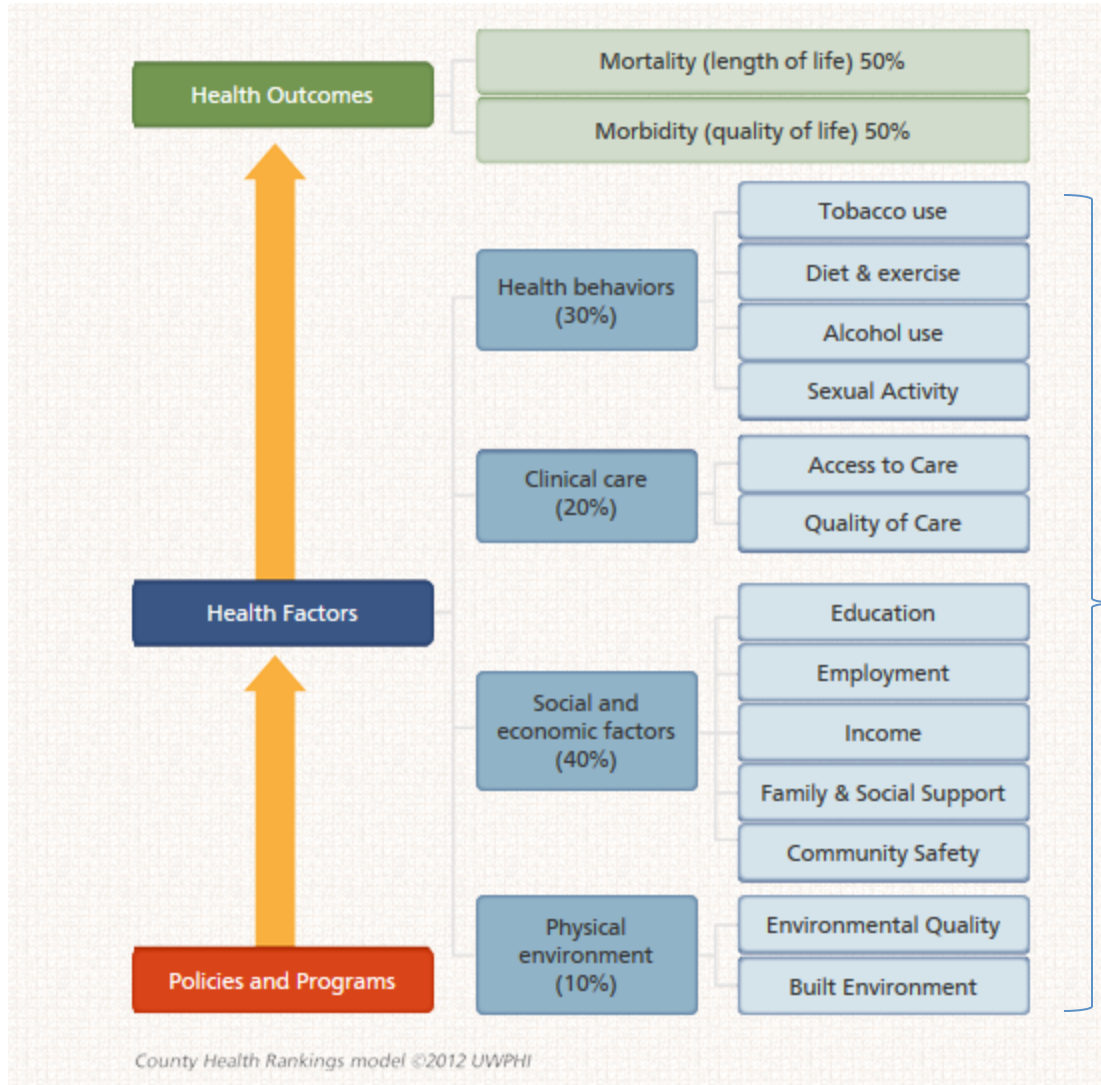 Health Outcomes
Mortality (length of life) 50%
Morbidity (quality of life) 50%
Health behaviors
(30%)
Tobacco use
Diet & exercise
Alcohol use
Sexual Activity
Clinical care
(20%)
Access to Care
Quality of Care
Health Factors
Social and
economic factors
(40%)
Education
Employment
Income
Family & Social Support
Community Safety
Policies and Programs
Physical
environment
(10%)
Environmental Quality
Built Environment
County Health Rankings model ©2012 UWPHI